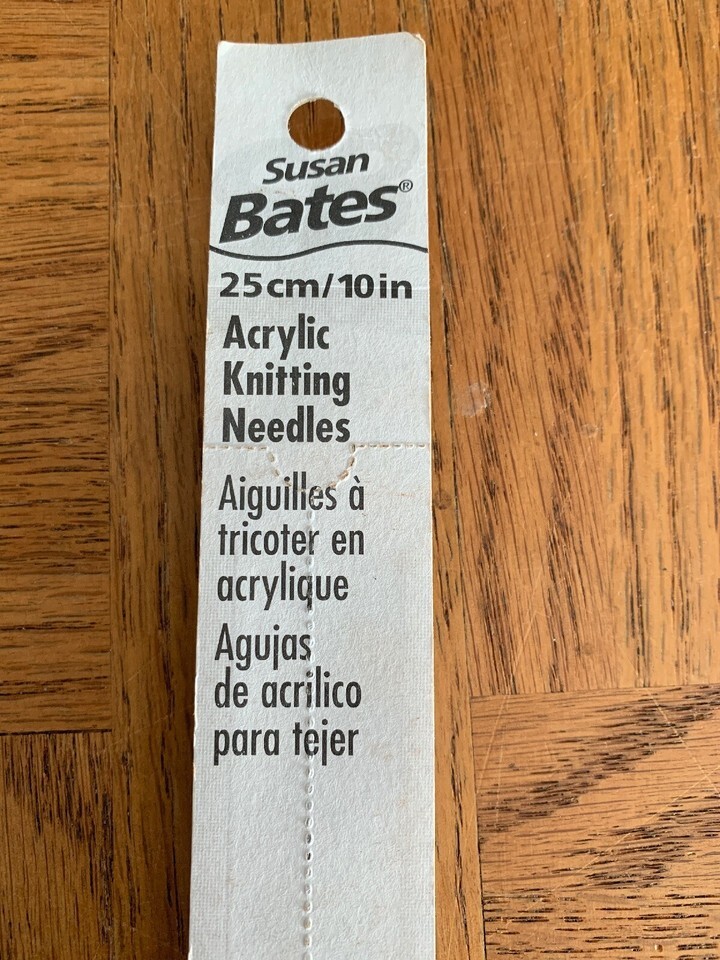 Susan
Bates®
25cm/10in
Acrylic
Knitting
Needles
Aiguilles à
tricoter en
acrylique
Agujas
de acrilico
para tejer